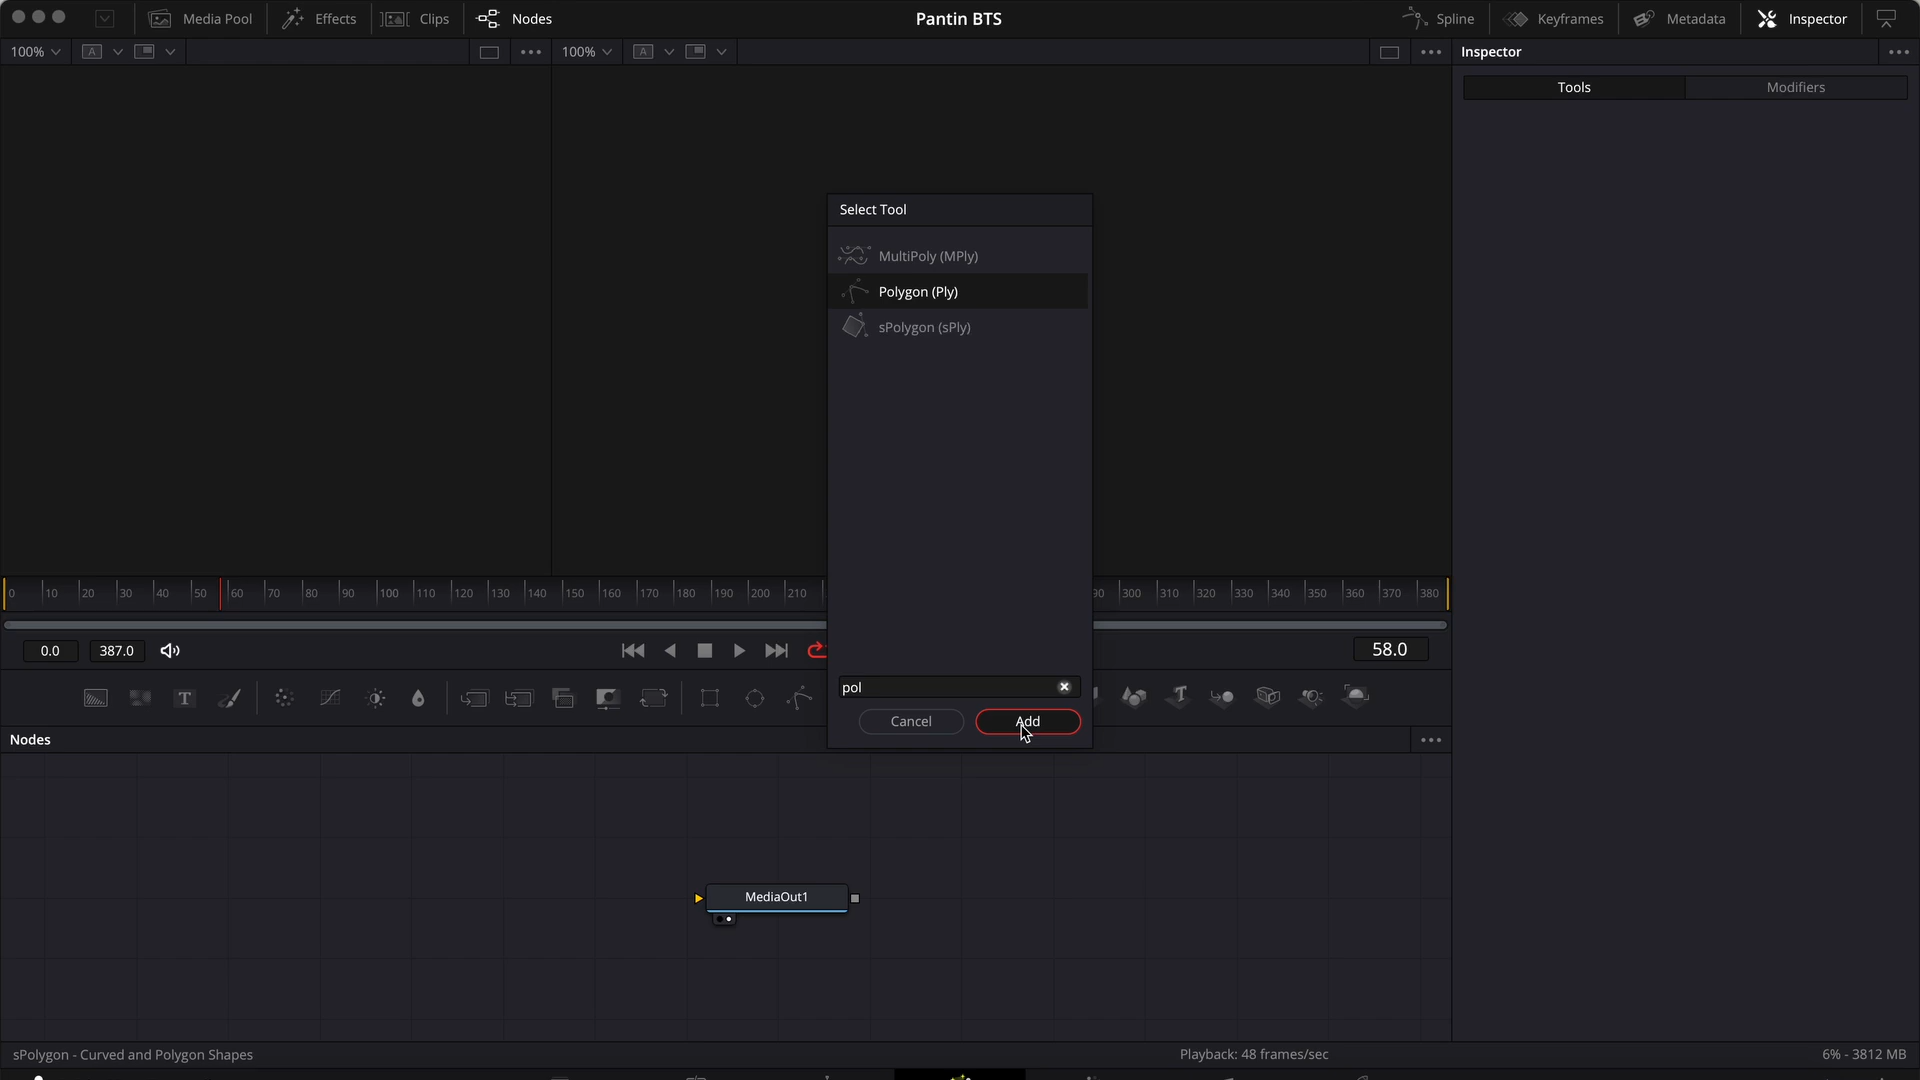 Media Pool
Effects
Clips
Nodes
Pantin BTS
Spline
Keyframes
Metadata
Inspector
100%
A
100%
A
Inspector
Tools
Modifiers
Select Tool
MultiPoly (MPly)
Polygon (Ply)
sPolygon (sPly)
0 10 20 30 40 50 60 70 80 90 100 110 120 130 140 150 160 170 180 190 200 210 90 300 310 320 330 340 350 360 370 380
0.0
387.0
58.0
T
pol
Cancel
Add
Nodes
MediaOut1
sPolygon - Curved and Polygon Shapes
Playback: 48 frames/sec
6% - 3812 MB